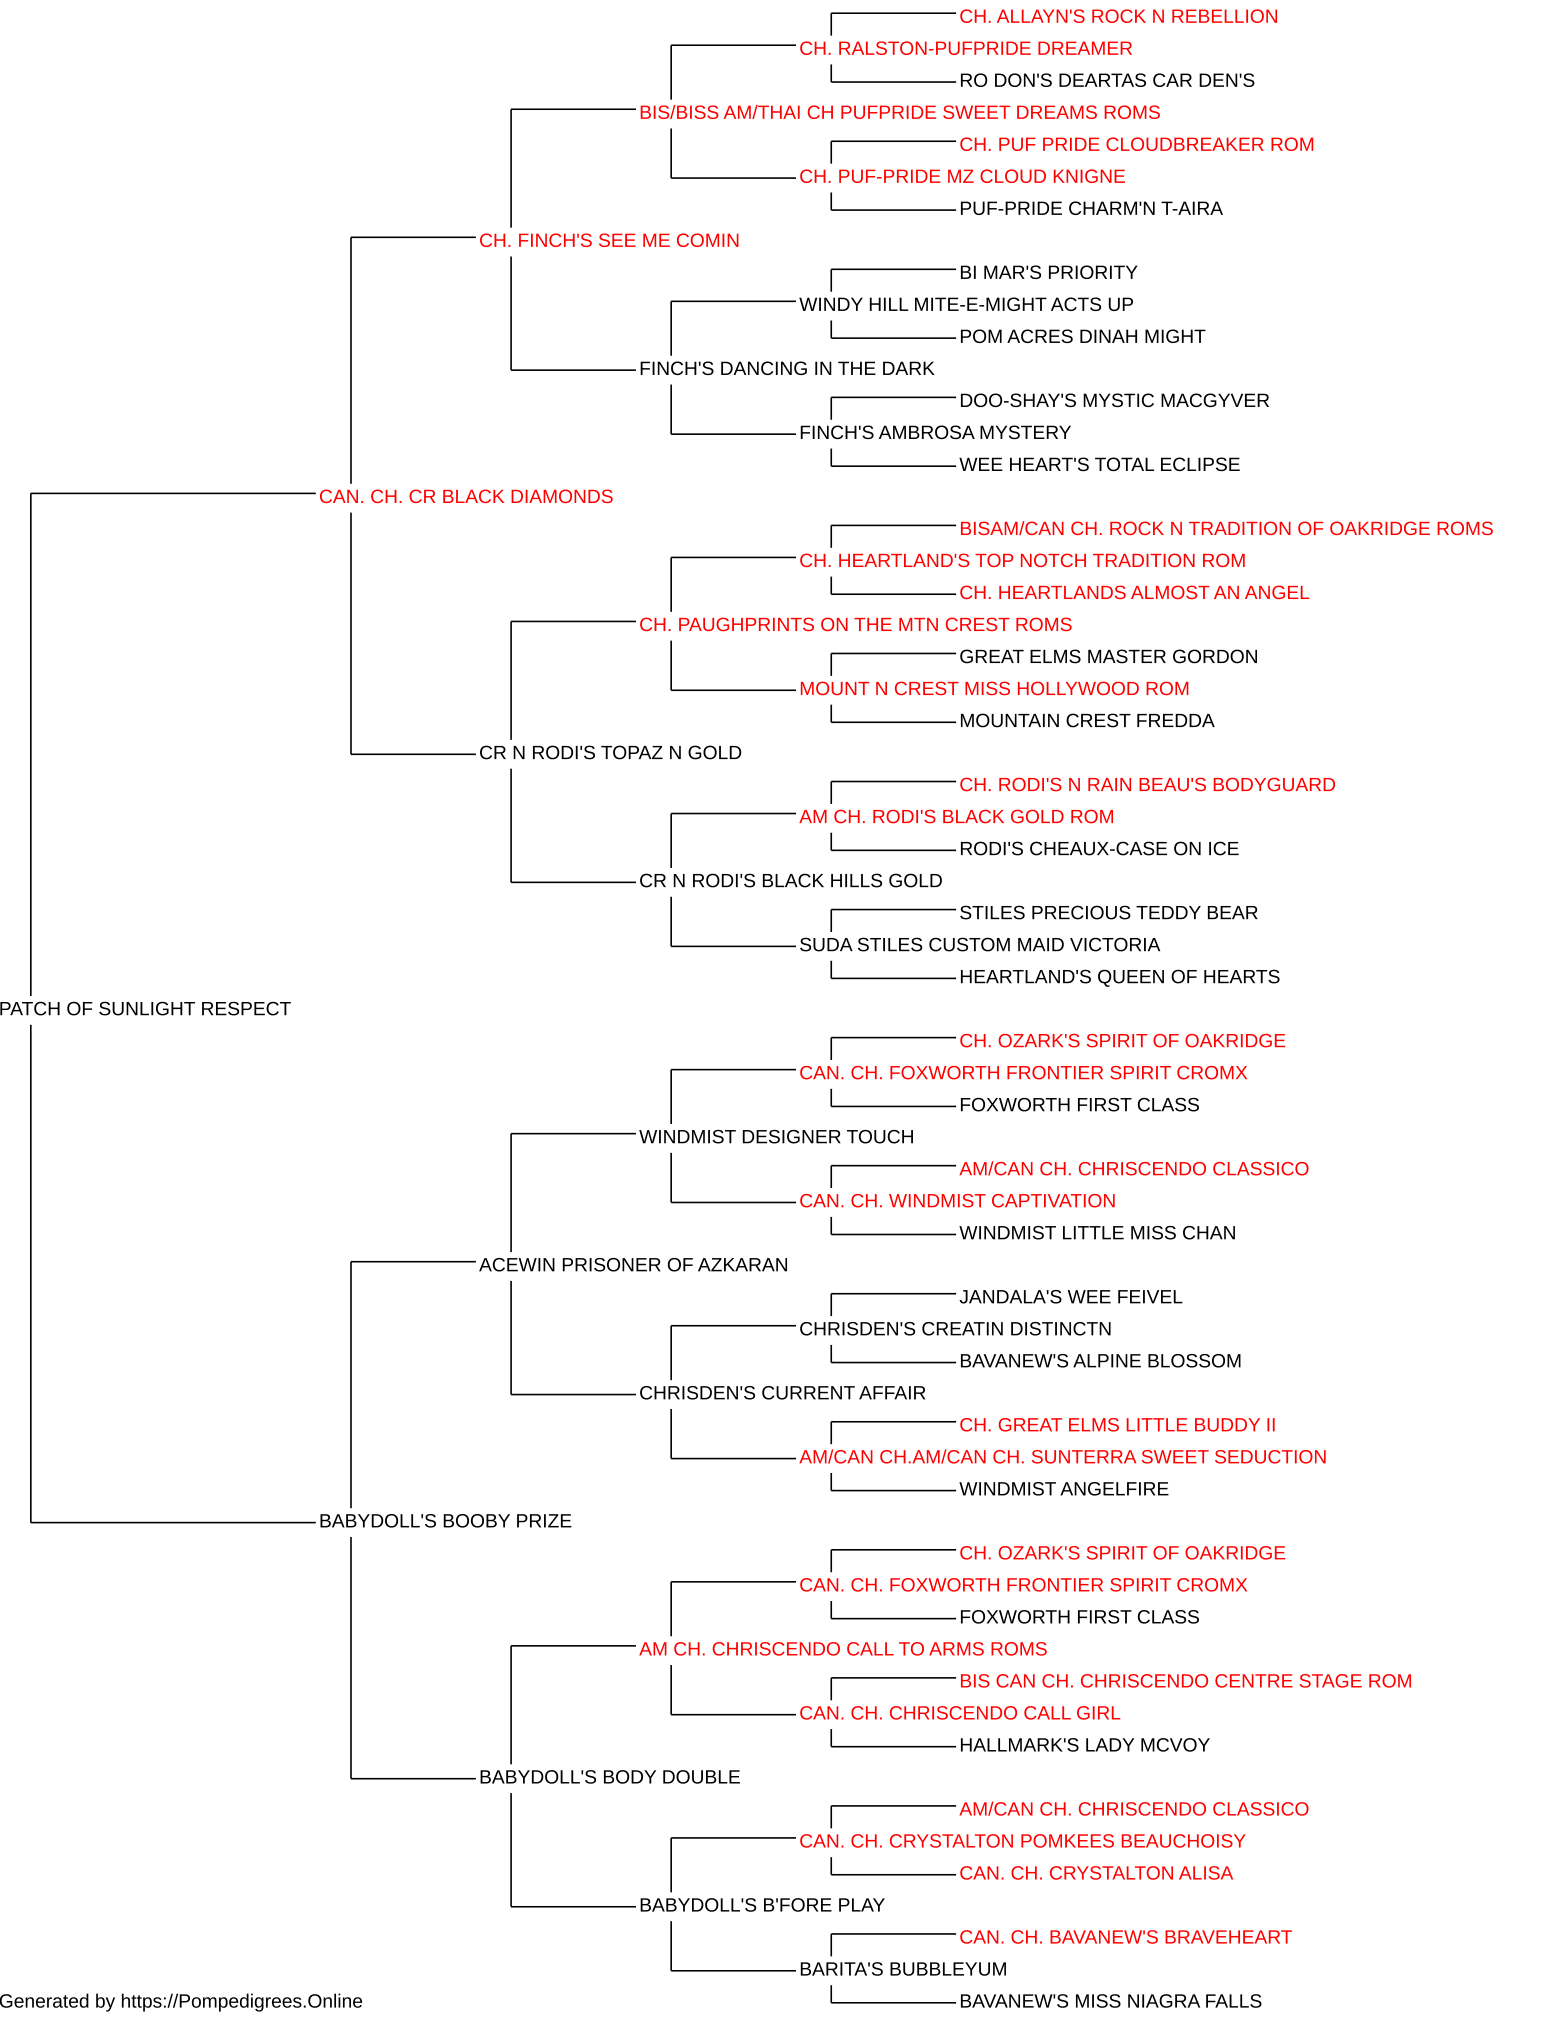 CH. ALLAYN'S ROCK N REBELLION
CH. RALSTON-PUFPRIDE DREAMER
RO DON'S DEARTAS CAR DEN'S
BIS/BISS AM/THAI CH PUFPRIDE SWEET DREAMS ROMS
CH. PUF PRIDE CLOUDBREAKER ROM
CH. PUF-PRIDE MZ CLOUD KNIGNE
PUF-PRIDE CHARM'N T-AIRA
CH. FINCH'S SEE ME COMIN
BI MAR'S PRIORITY
WINDY HILL MITE-E-MIGHT ACTS UP
POM ACRES DINAH MIGHT
FINCH'S DANCING IN THE DARK
DOO-SHAY'S MYSTIC MACGYVER
FINCH'S AMBROSA MYSTERY
WEE HEART'S TOTAL ECLIPSE
CAN. CH. CR BLACK DIAMONDS
BISAM/CAN CH. ROCK N TRADITION OF OAKRIDGE ROMS
CH. HEARTLAND'S TOP NOTCH TRADITION ROM
CH. HEARTLANDS ALMOST AN ANGEL
CH. PAUGHPRINTS ON THE MTN CREST ROMS
GREAT ELMS MASTER GORDON
MOUNT N CREST MISS HOLLYWOOD ROM
MOUNTAIN CREST FREDDA
CR N RODI'S TOPAZ N GOLD
CH. RODI'S N RAIN BEAU'S BODYGUARD
AM CH. RODI'S BLACK GOLD ROM
RODI'S CHEAUX-CASE ON ICE
CR N RODI'S BLACK HILLS GOLD
STILES PRECIOUS TEDDY BEAR
SUDA STILES CUSTOM MAID VICTORIA
HEARTLAND'S QUEEN OF HEARTS
PATCH OF SUNLIGHT RESPECT
CH. OZARK'S SPIRIT OF OAKRIDGE
CAN. CH. FOXWORTH FRONTIER SPIRIT CROMX
FOXWORTH FIRST CLASS
WINDMIST DESIGNER TOUCH
AM/CAN CH. CHRISCENDO CLASSICO
CAN. CH. WINDMIST CAPTIVATION
WINDMIST LITTLE MISS CHAN
ACEWIN PRISONER OF AZKARAN
JANDALA'S WEE FEIVEL
CHRISDEN'S CREATIN DISTINCTN
BAVANEW'S ALPINE BLOSSOM
CHRISDEN'S CURRENT AFFAIR
CH. GREAT ELMS LITTLE BUDDY II
AM/CAN CH.AM/CAN CH. SUNTERRA SWEET SEDUCTION
WINDMIST ANGELFIRE
BABYDOLL'S BOOBY PRIZE
CH. OZARK'S SPIRIT OF OAKRIDGE
CAN. CH. FOXWORTH FRONTIER SPIRIT CROMX
FOXWORTH FIRST CLASS
AM CH. CHRISCENDO CALL TO ARMS ROMS
BIS CAN CH. CHRISCENDO CENTRE STAGE ROM
CAN. CH. CHRISCENDO CALL GIRL
HALLMARK'S LADY MCVOY
BABYDOLL'S BODY DOUBLE
AM/CAN CH. CHRISCENDO CLASSICO
CAN. CH. CRYSTALTON POMKEES BEAUCHOISY
CAN. CH. CRYSTALTON ALISA
BABYDOLL'S B'FORE PLAY
CAN. CH. BAVANEW'S BRAVEHEART
BARITA'S BUBBLEYUM
BAVANEW'S MISS NIAGRA FALLS
Generated by https://Pompedigrees.Online